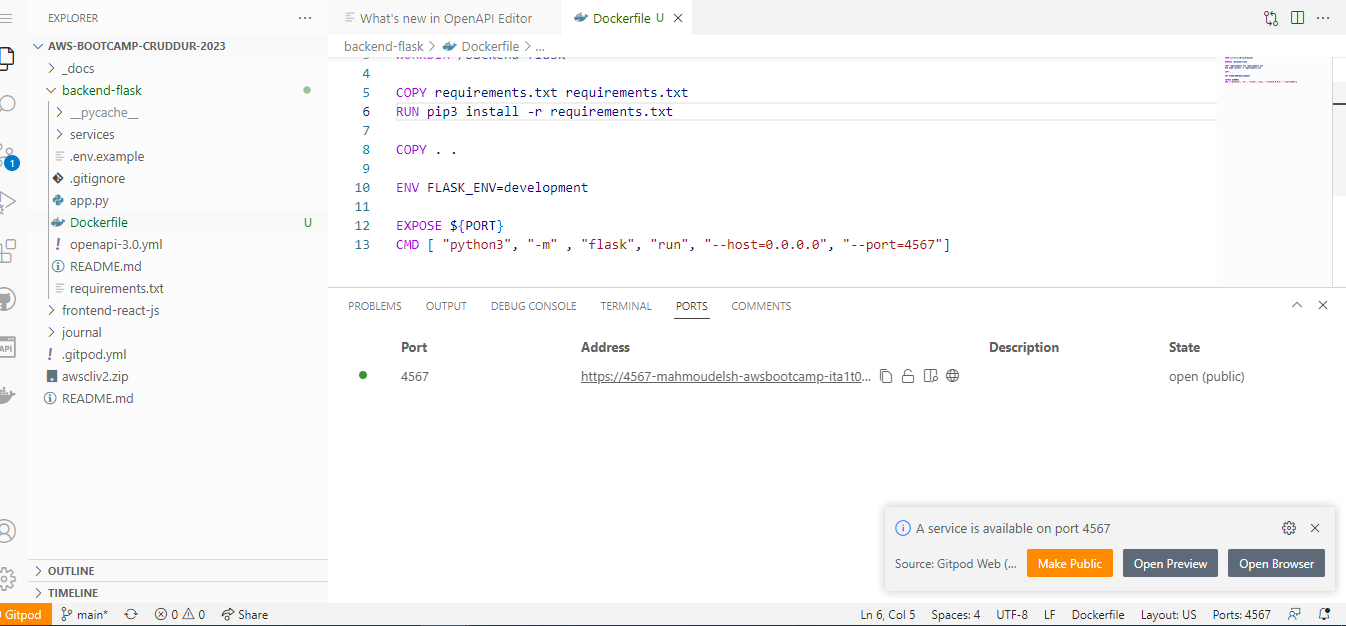 EXPLORER
...
What's new in OpenAPI Editor
Dockerfile U
AWS-BOOTCAMP-CRUDDUR-2023
_docs
backend-flask
__pycache__
services
.env.example
.gitignore
app.py
Dockerfile U
openapi-3.0.yml
README.md
requirements.txt
frontend-react-js
journal
.gitpod.yml
awscliv2.zip
README.md
OUTLINE
TIMELINE
1
API
backend-flask > Dockerfile > ...
3 WORKDIR /backend-flask
4
5 COPY requirements.txt requirements.txt
6 RUN pip3 install -r requirements.txt
7
8 COPY . .
9
10 ENV FLASK_ENV=development
11
12 EXPOSE ${PORT}
13 CMD [ "python3", "-m" , "flask", "run", "--host=0.0.0.0", "--port=4567"]
PROBLEMS OUTPUT DEBUG CONSOLE TERMINAL PORTS COMMENTS
Port Address Description State
4567 https://4567-mahmoudelsh-awsbootcamp-ita1t0... open (public)
A service is available on port 4567
Source: Gitpod Web (... Make Public Open Preview Open Browser
Gitpod main* 0 0 Share Ln 6, Col 5 Spaces: 4 UTF-8 LF Dockerfile Layout: US Ports: 4567